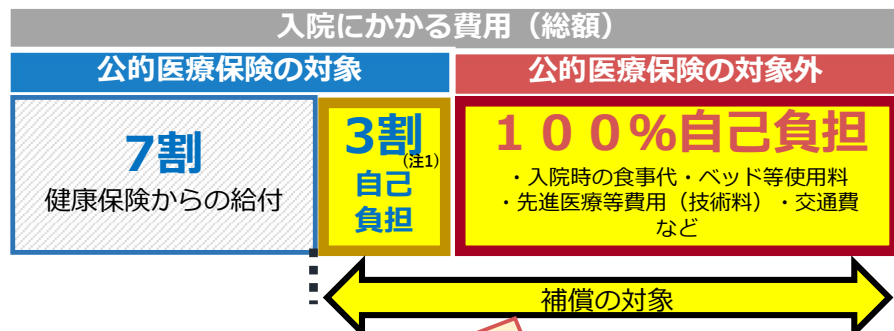 入院にかかる費用（総額）
公的医療保険の対象
公的医療保険の対象外
7割
健康保険からの給付
3割
(注1)
自己
負担
１００%自己負担
・入院時の食事代・ベッド等使用料
・先進医療等費用（技術料）・交通費
など
補償の対象